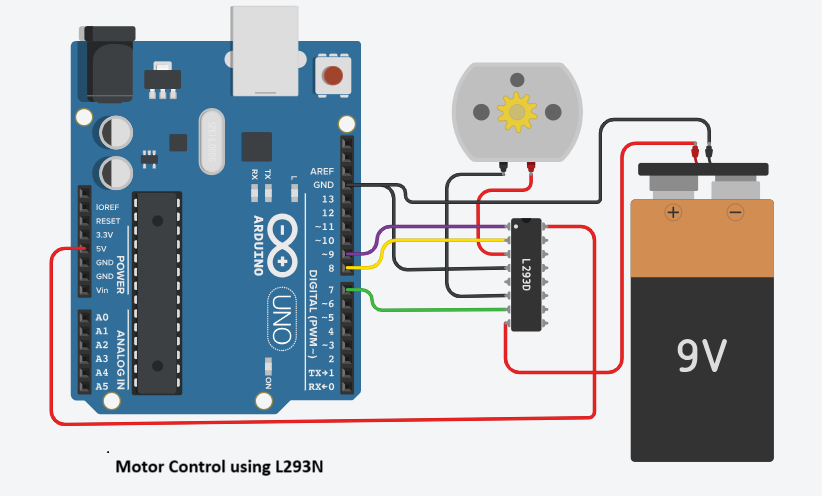 AREF
GND
RX TX L
13
12
~11
~10
~9
8
IOREF
RESET
3.3V
5V
GND
GND
Vin
POWER
ARDUINO
UNO
DIGITAL (PWM~)
7
~6
~5
4
~3
2
TX→1
RX←0
A0
A1
A2
A3
A4
A5
ANALOG IN
ON
L293D
+ −
9V
Motor Control using L293N